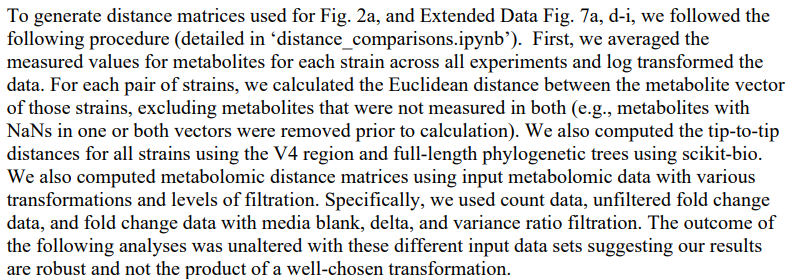 To generate distance matrices used for Fig. 2a, and Extended Data Fig. 7a, d-i, we followed the
following procedure (detailed in ‘distance_comparisons.ipynb’).  First, we averaged the
measured values for metabolites for each strain across all experiments and log transformed the
data. For each pair of strains, we calculated the Euclidean distance between the metabolite vector
of those strains, excluding metabolites that were not measured in both (e.g., metabolites with
NaNs in one or both vectors were removed prior to calculation). We also computed the tip-to-tip
distances for all strains using the V4 region and full-length phylogenetic trees using scikit-bio.
We also computed metabolomic distance matrices using input metabolomic data with various
transformations and levels of filtration. Specifically, we used count data, unfiltered fold change
data, and fold change data with media blank, delta, and variance ratio filtration. The outcome of
the following analyses was unaltered with these different input data sets suggesting our results
are robust and not the product of a well-chosen transformation.